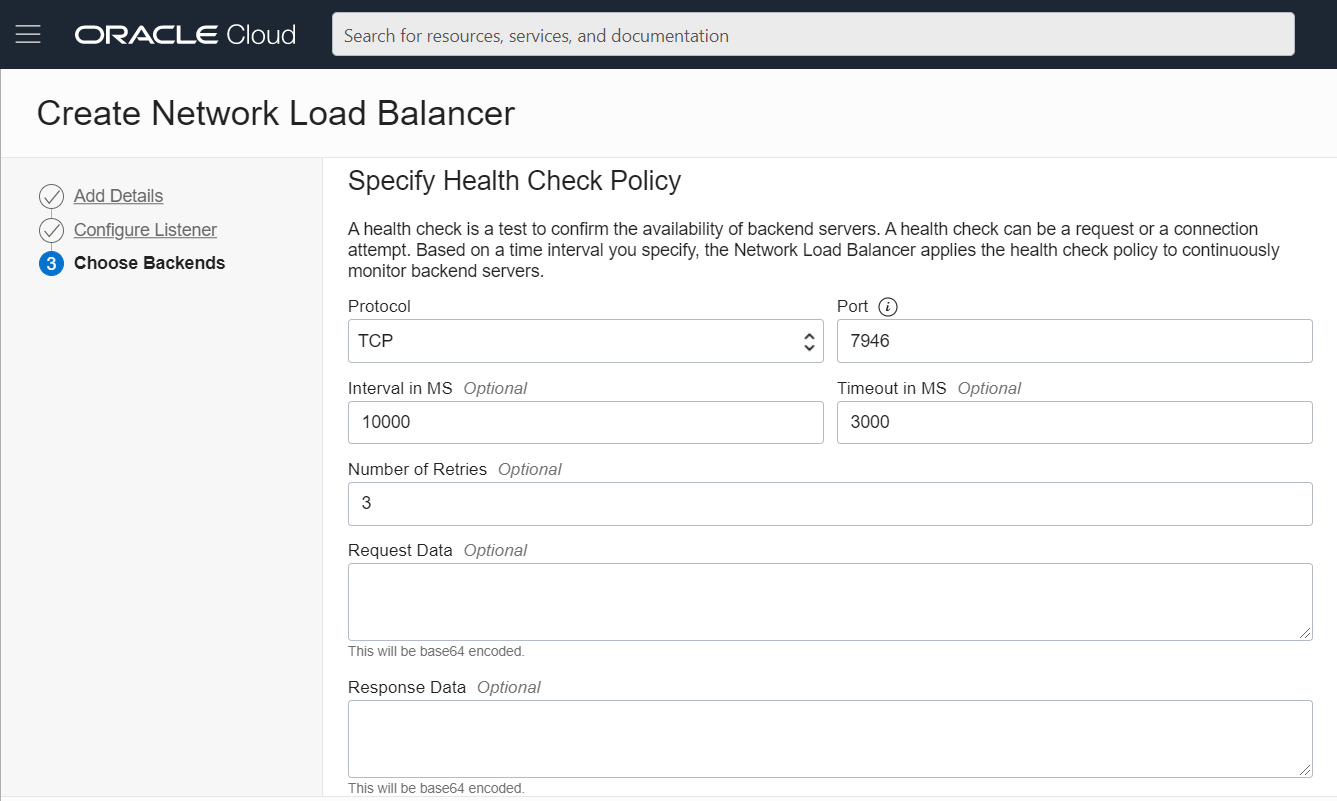 ORACLE Cloud
Search for resources, services, and documentation
Create Network Load Balancer
Add Details
Configure Listener
3 Choose Backends
Specify Health Check Policy
A health check is a test to confirm the availability of backend servers. A health check can be a request or a connection
attempt. Based on a time interval you specify, the Network Load Balancer applies the health check policy to continuously
monitor backend servers.
Protocol
Port i
TCP
7946
Interval in MS Optional
Timeout in MS Optional
10000
3000
Number of Retries Optional
3
Request Data Optional
This will be base64 encoded.
Response Data Optional
This will be base64 encoded.